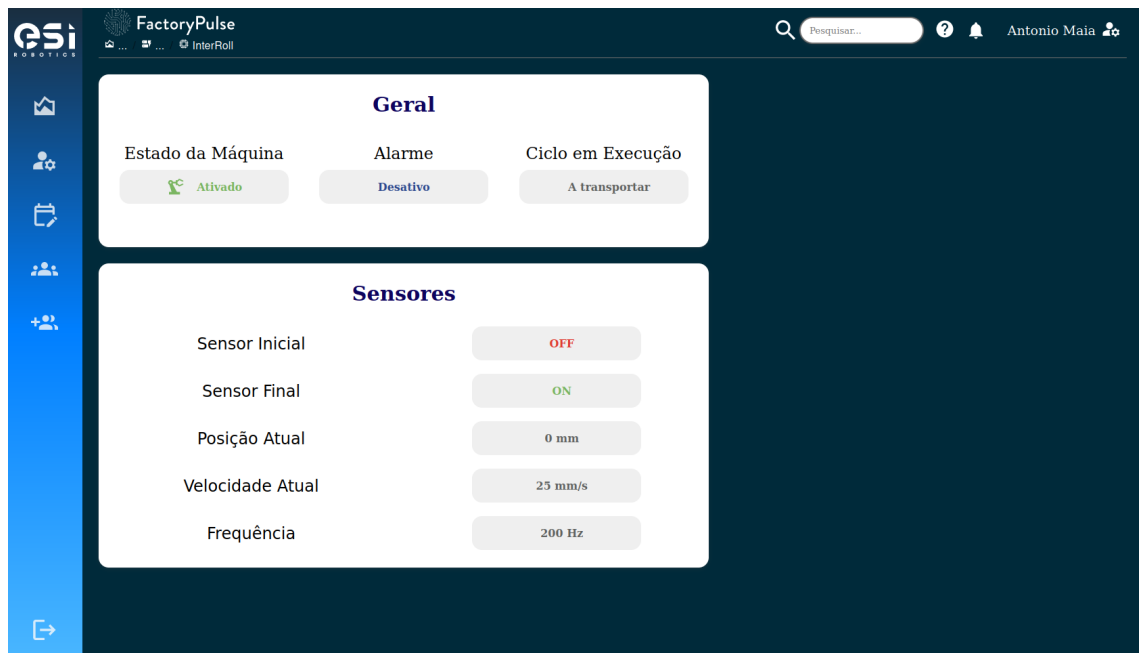 esi
ROBOTICS
FactoryPulse
... / ... / InterRoll
Pesquisar...
Antonio Maia
Geral
Estado da Máquina
Alarme
Ciclo em Execução
Ativado
Desativo
A transportar
Sensores
Sensor Inicial
OFF
Sensor Final
ON
Posição Atual
0 mm
Velocidade Atual
25 mm/s
Frequência
200 Hz